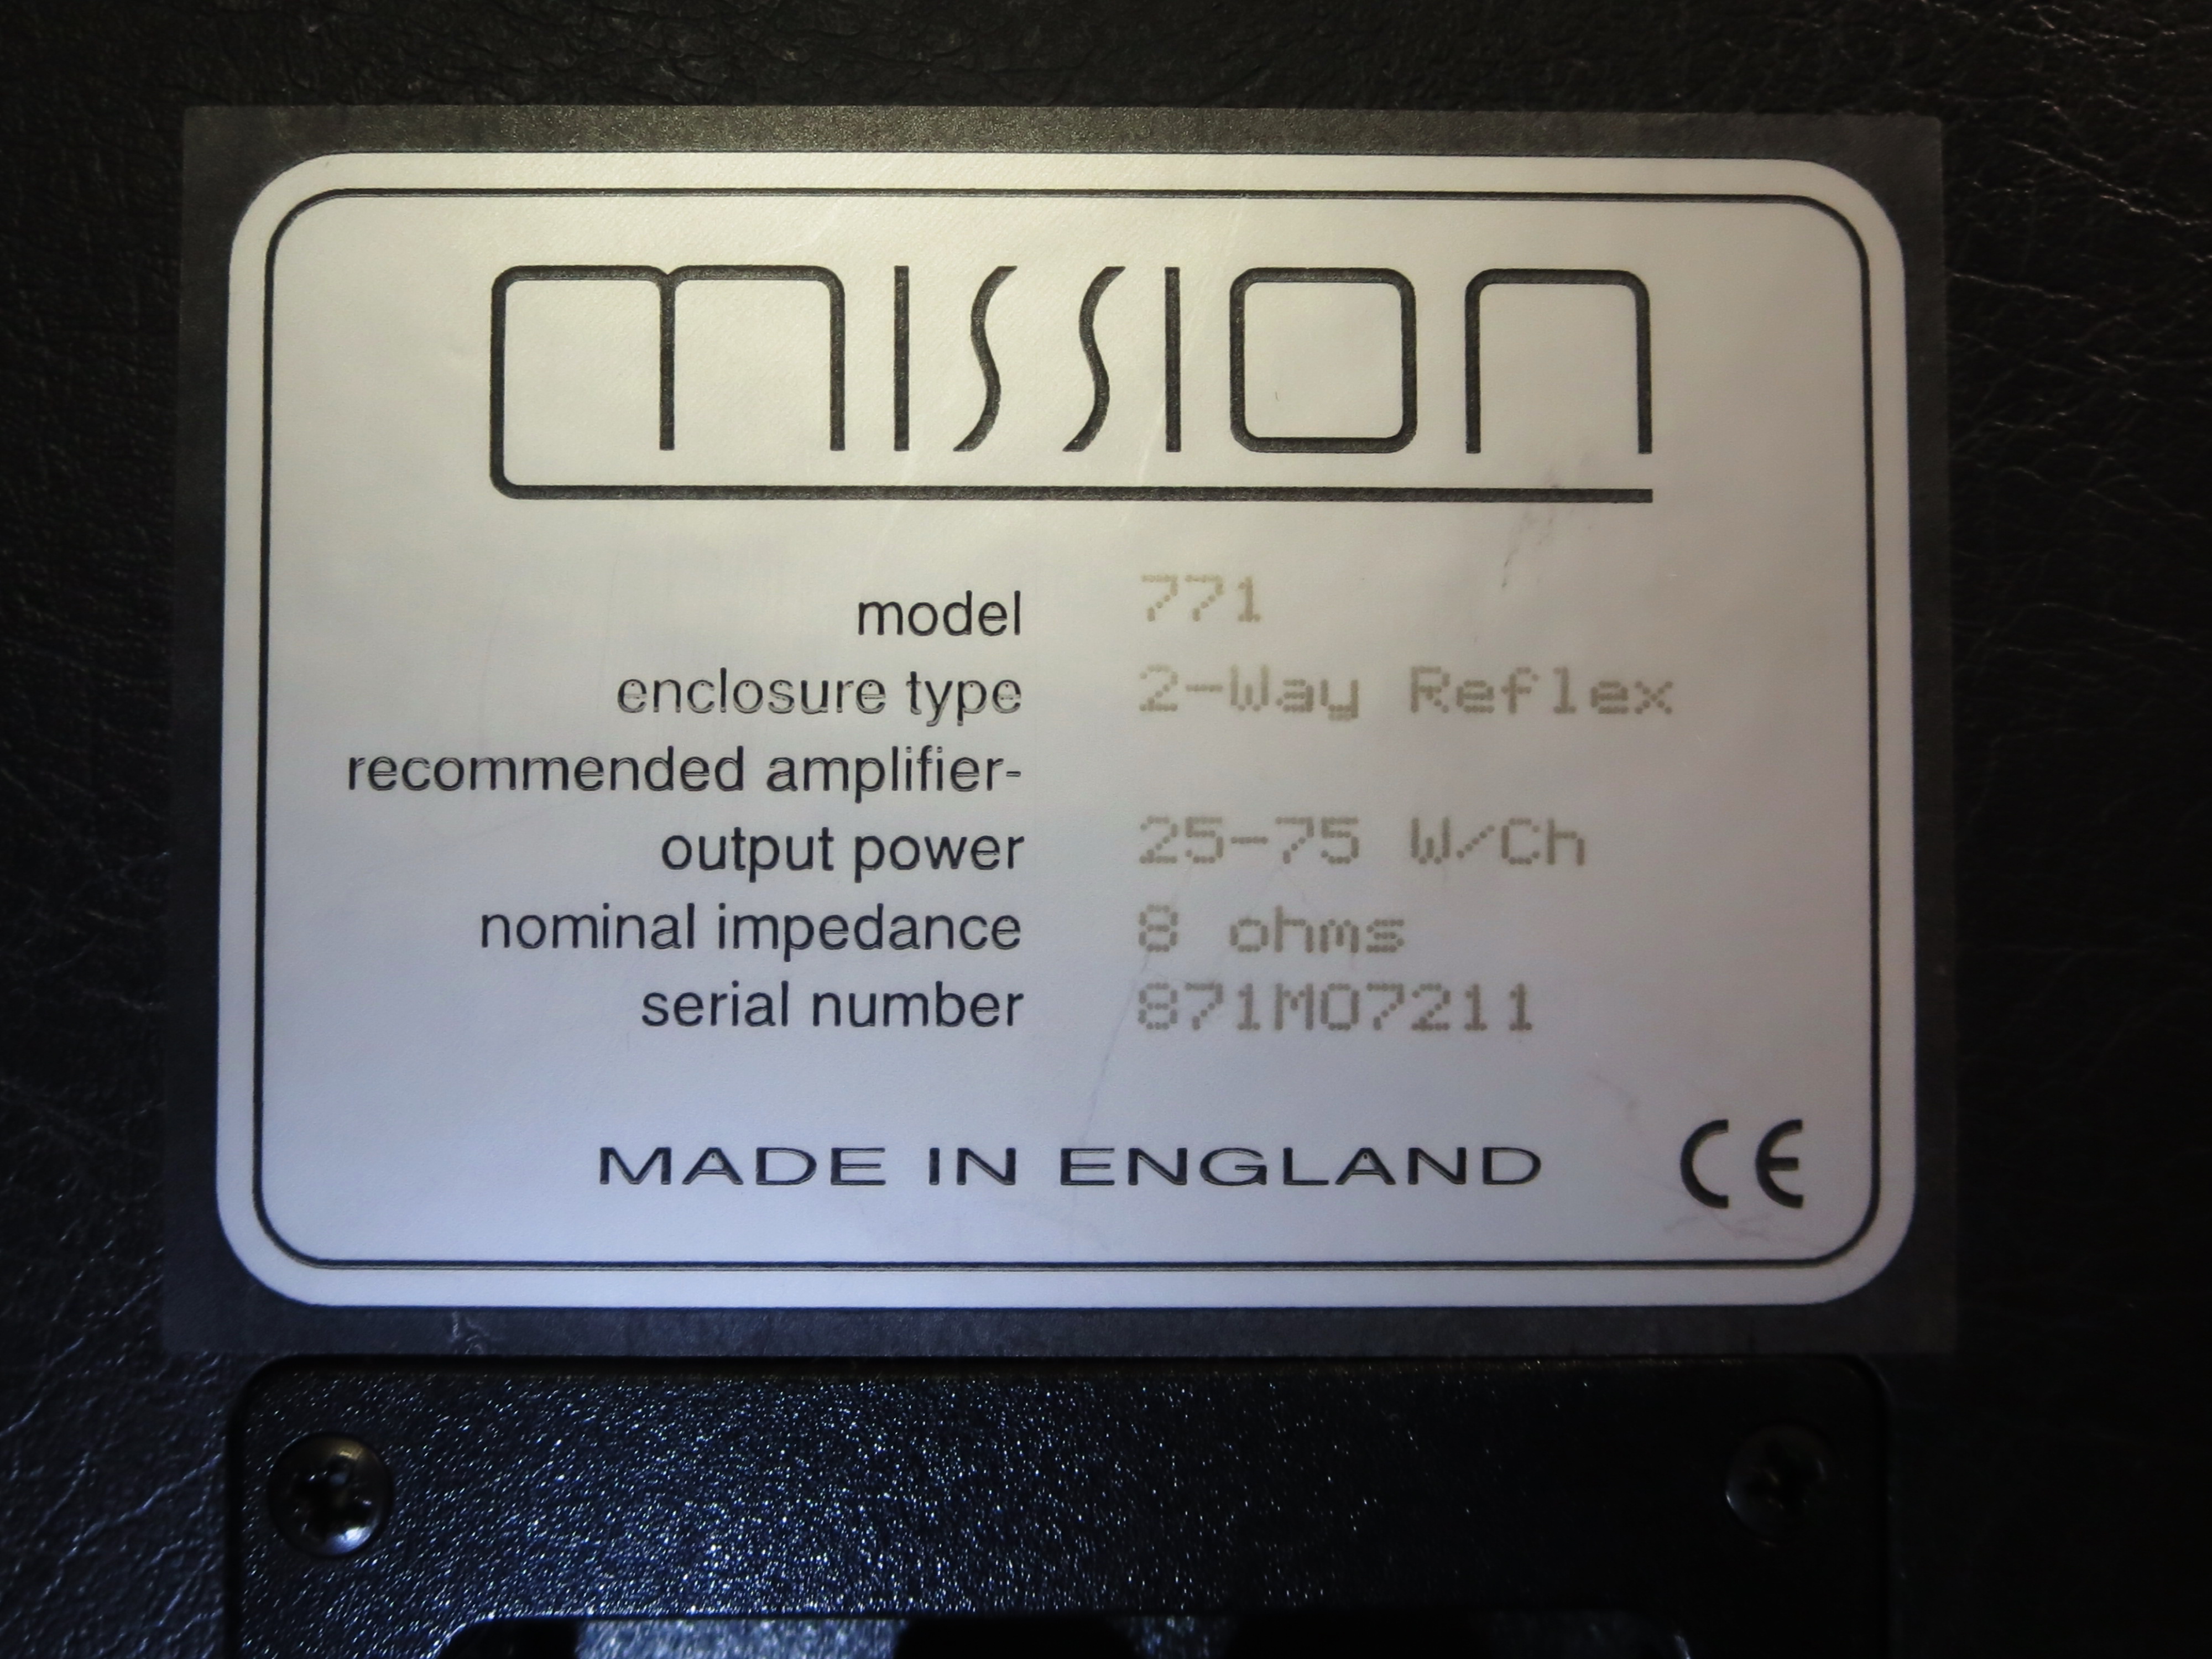 mission
model 771
enclosure type 2-Way Reflex
recommended amplifier-
output power 25-75 W/Ch
nominal impedance 8 ohms
serial number 871M07211
MADE IN ENGLAND CE